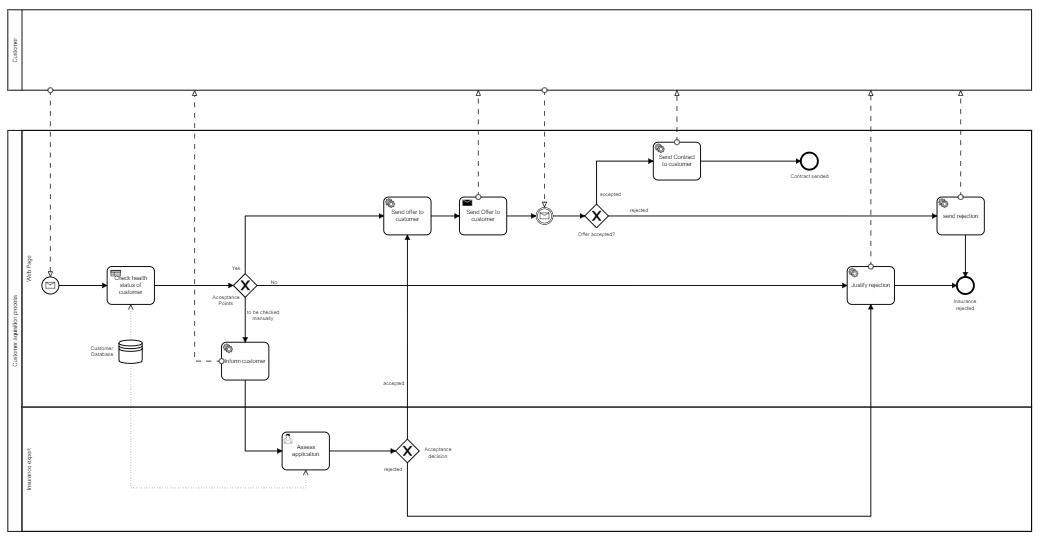 Customer
Customer aquisition process
Web Page
Insurance expert
Send Contract
to customer
Contract sended
accepted
Send offer to
customer
Send Offer to
customer
rejected
Offer accepted?
send rejection
Check health
status of
customer
Yes
No
Acceptance
Points
to be checked
manually
Justify rejection
Insurance
rejected
Customer
Database
Inform customer
accepted
Assess
application
Acceptance
decision
rejected